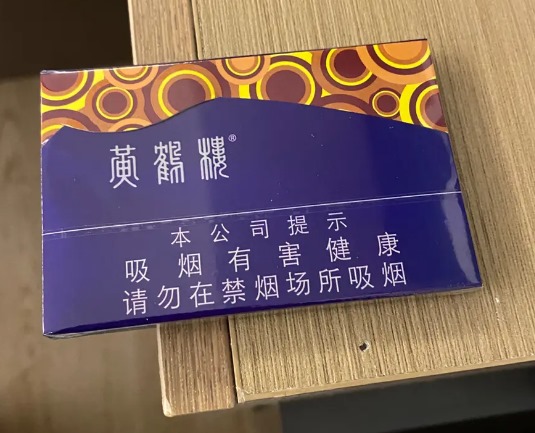 黄鹤楼®
本公司提示
吸烟有害健康
请勿在禁烟场所吸烟